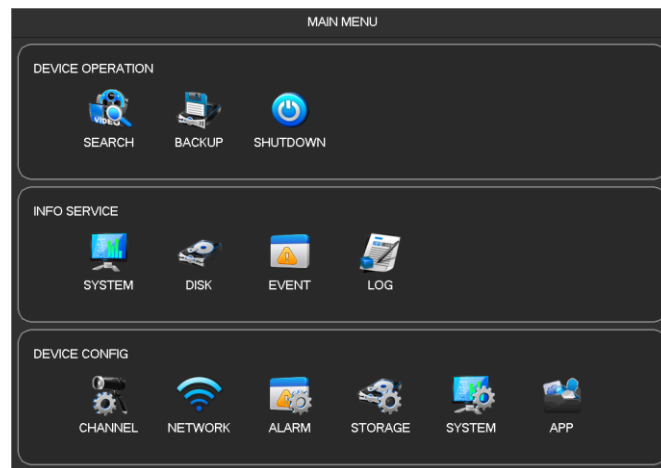 MAIN MENU
DEVICE OPERATION
VIDEO
SEARCH BACKUP SHUTDOWN
INFO SERVICE
SYSTEM DISK EVENT LOG
DEVICE CONFIG
CHANNEL NETWORK ALARM STORAGE SYSTEM APP